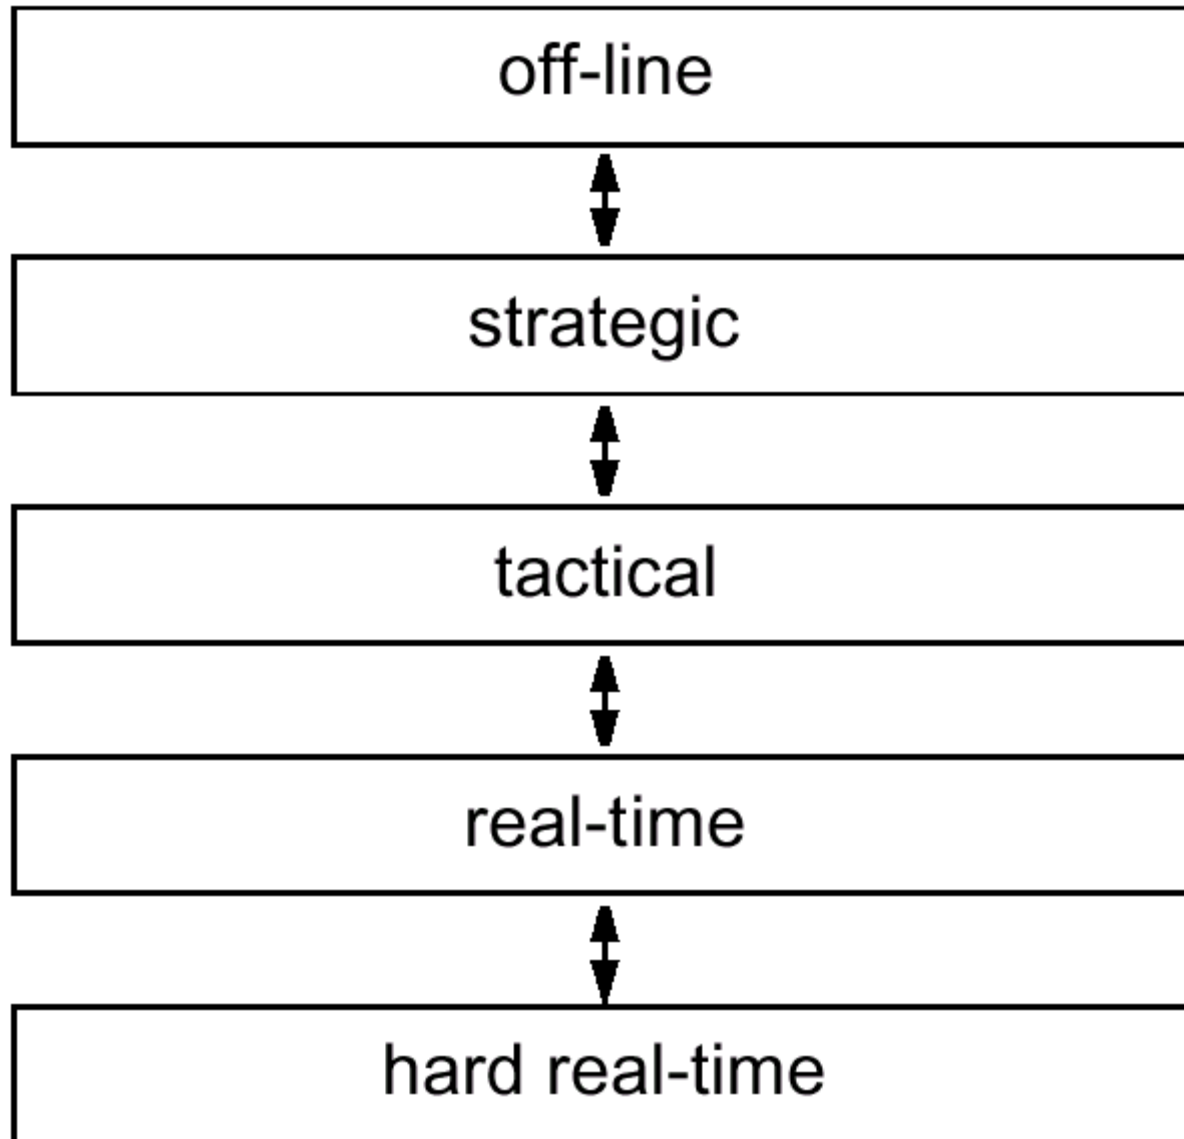 off-line
strategic
tactical
real-time
hard real-time